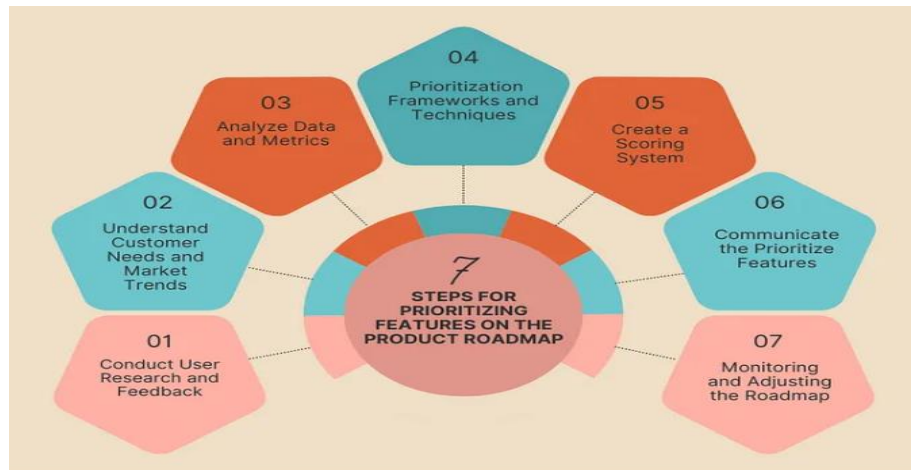 01
Conduct User
Research and
Feedback
02
Understand
Customer
Needs and
Market
Trends
03
Analyze Data
and Metrics
04
Prioritization
Frameworks and
Techniques
05
Create a
Scoring
System
06
Communicate
the Prioritize
Features
07
Monitoring
and Adjusting
the Roadmap
7
STEPS FOR
PRIORITIZING
FEATURES ON THE
PRODUCT ROADMAP